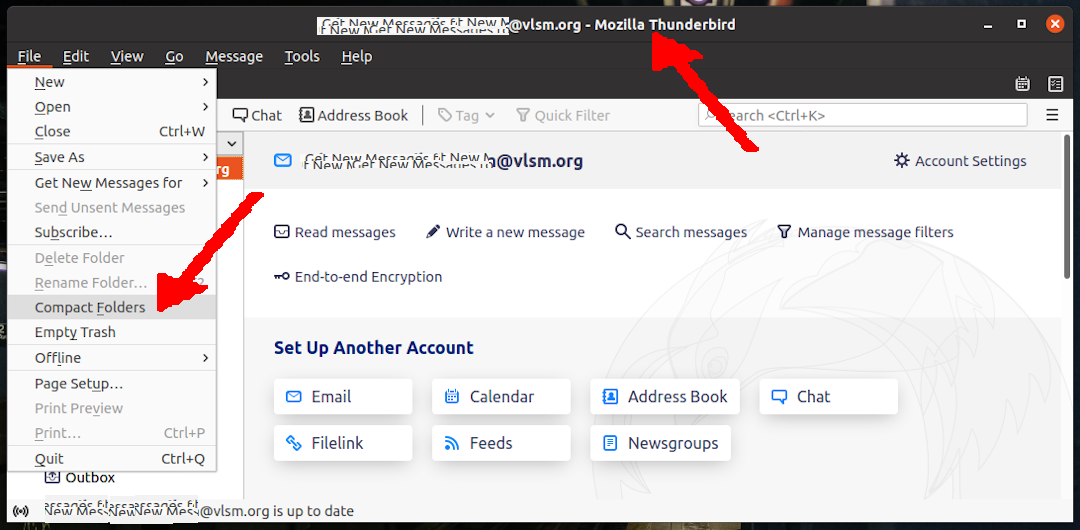 @vlsm.org - Mozilla Thunderbird
File Edit View Go Message Tools Help
New
Open
Close Ctrl+W
Save As
Get New Messages for
Send Unsent Messages
Subscribe…
Delete Folder
Rename Folder…
Compact Folders
Empty Trash
Offline
Page Setup…
Print Preview
Print… Ctrl+P
Quit Ctrl+Q
Outbox
Chat Address Book Tag Quick Filter Search <Ctrl+K>
@vlsm.org Account Settings
Read messages Write a new message Search messages Manage message filters
End-to-end Encryption
Set Up Another Account
Email Calendar Address Book Chat
Filelink Feeds Newsgroups
@vlsm.org is up to date